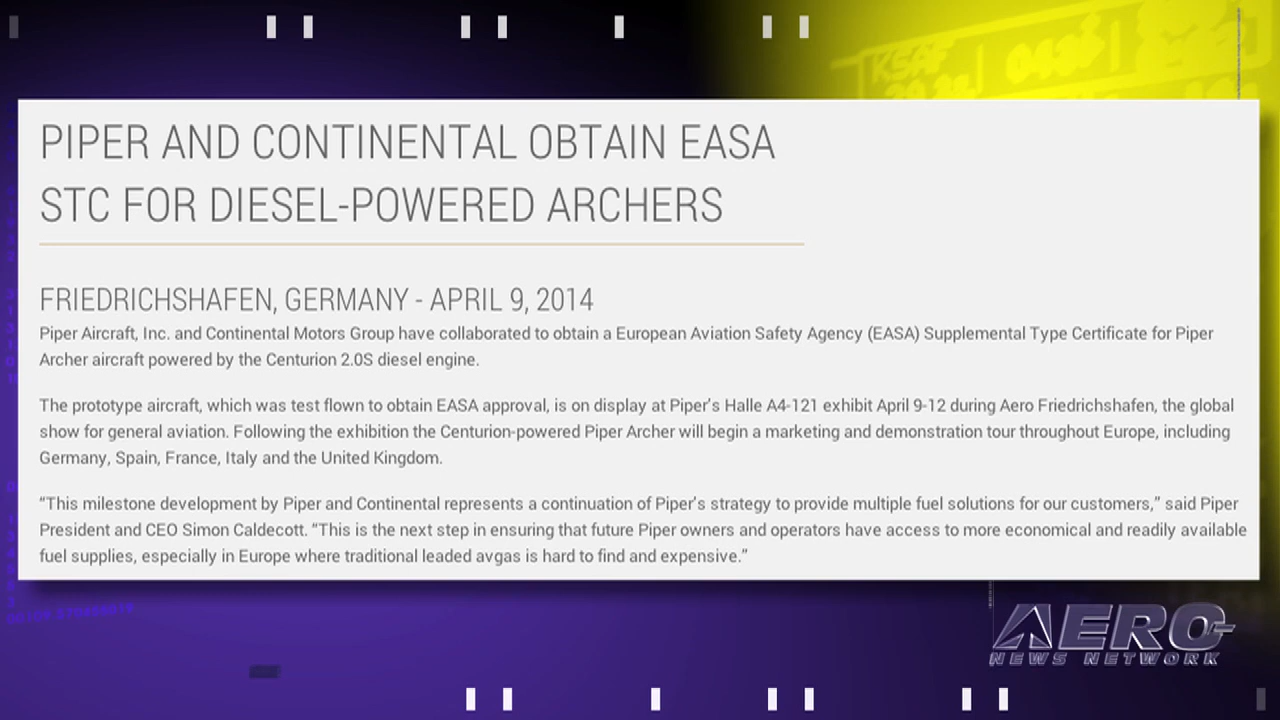 KSAF
PIPER AND CONTINENTAL OBTAIN EASA
STC FOR DIESEL-POWERED ARCHERS
FRIEDRICHSHAFEN, GERMANY - APRIL 9, 2014
Piper Aircraft, Inc. and Continental Motors Group have collaborated to obtain a European Aviation Safety Agency (EASA) Supplemental Type Certificate for Piper
Archer aircraft powered by the Centurion 2.0S diesel engine.
The prototype aircraft, which was test flown to obtain EASA approval, is on display at Piper's Halle A4-121 exhibit April 9-12 during Aero Friedrichshafen, the global
show for general aviation. Following the exhibition the Centurion-powered Piper Archer will begin a marketing and demonstration tour throughout Europe, including
Germany, Spain, France, Italy and the United Kingdom.
“This milestone development by Piper and Continental represents a continuation of Piper's strategy to provide multiple fuel solutions for our customers,” said Piper
President and CEO Simon Caldecott. “This is the next step in ensuring that future Piper owners and operators have access to more economical and readily available
fuel supplies, especially in Europe where traditional leaded avgas is hard to find and expensive.”
AERO
NEWS NETWORK